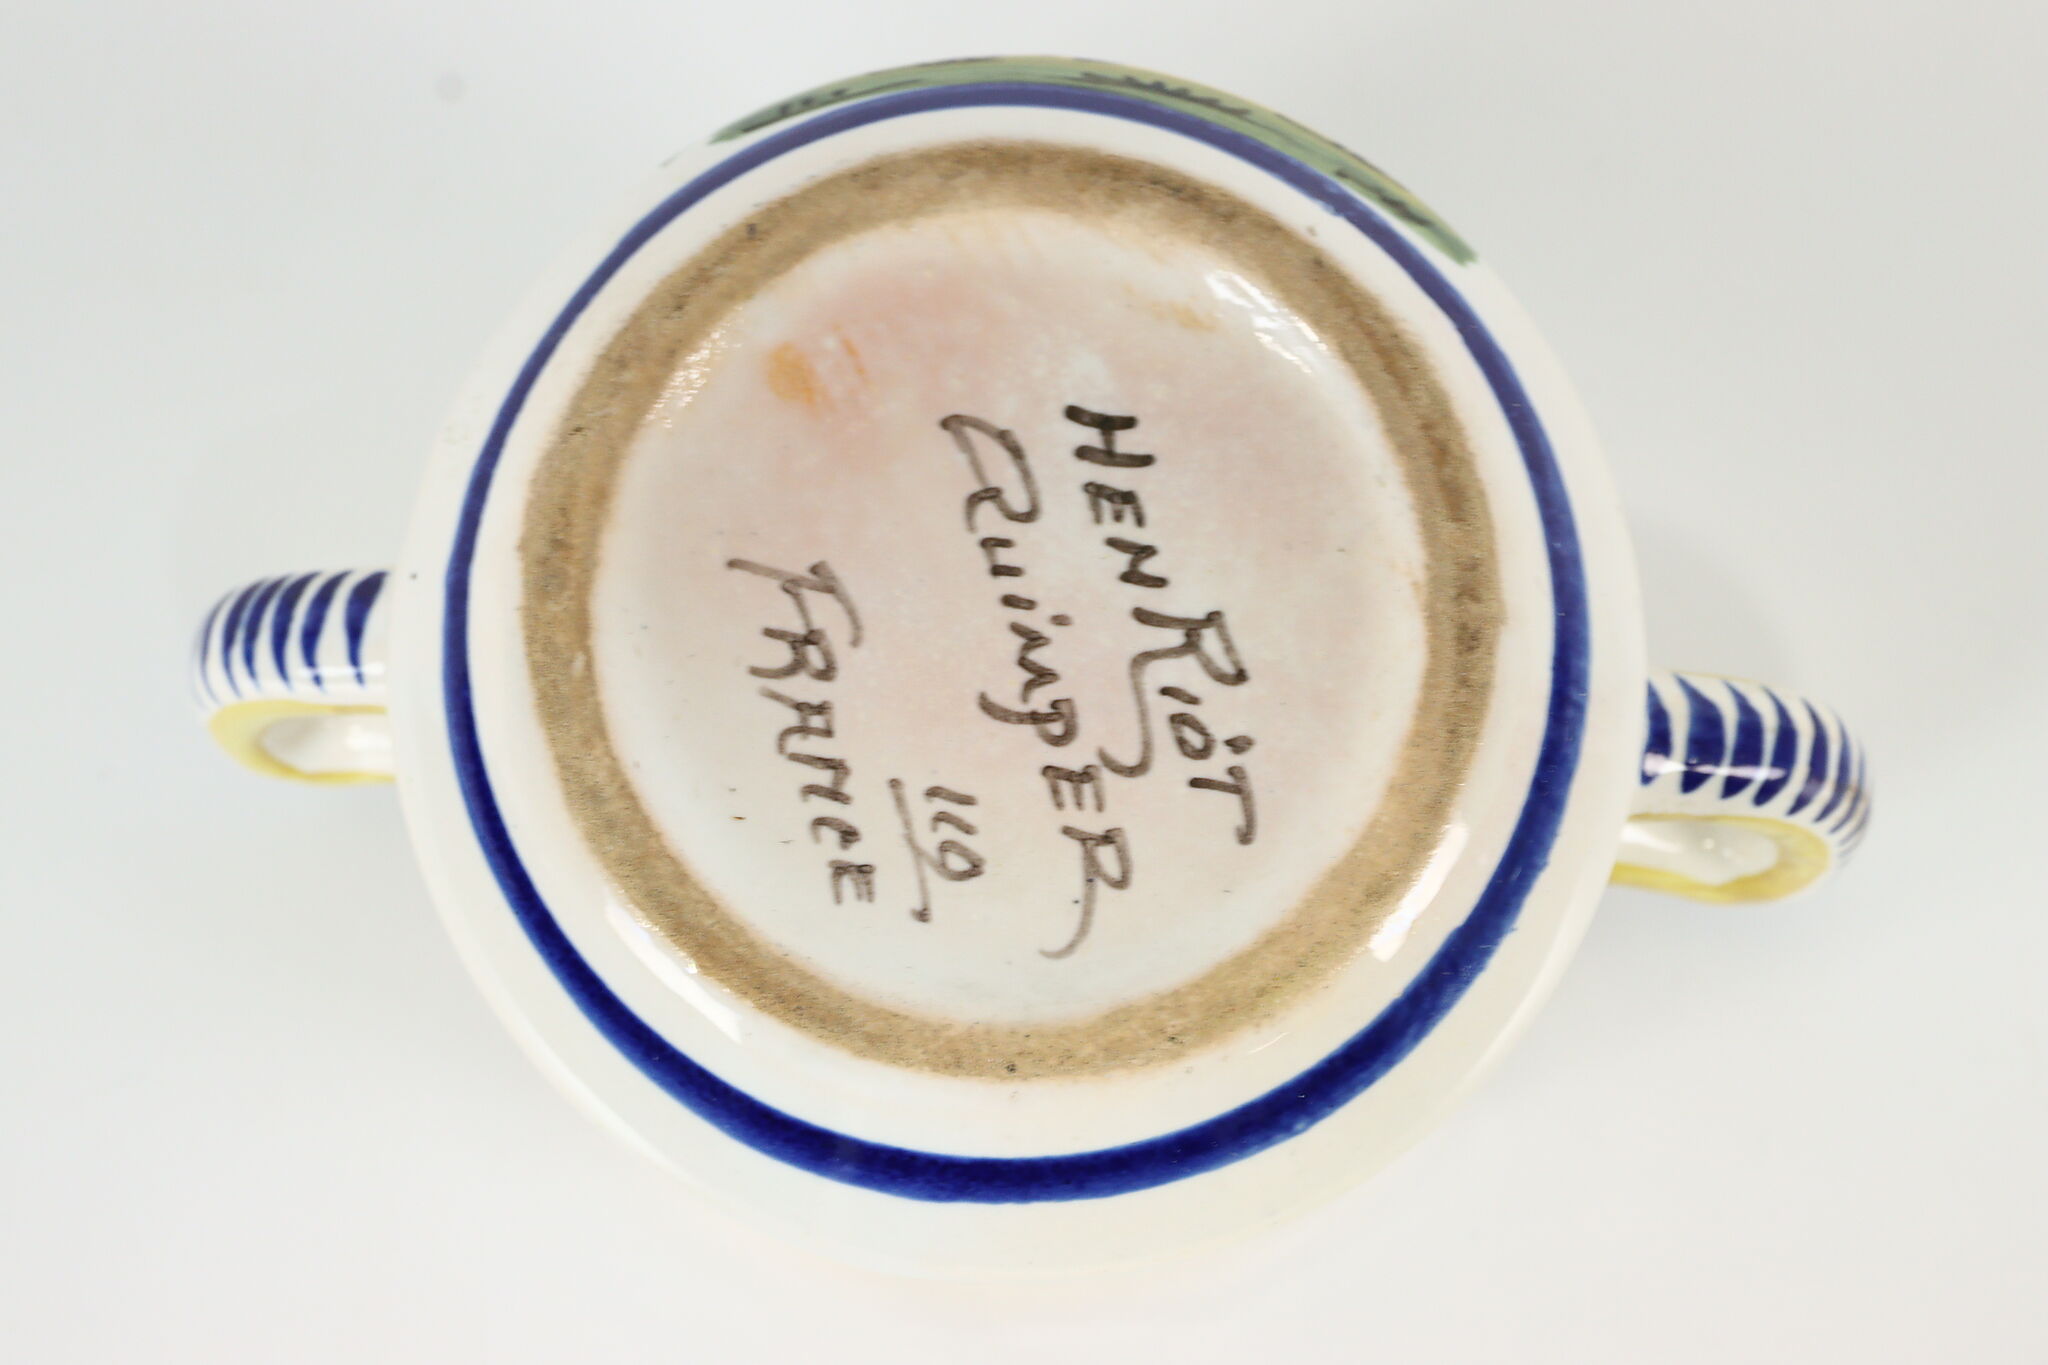 HENRiOT
QuimPER
FRANCE
110